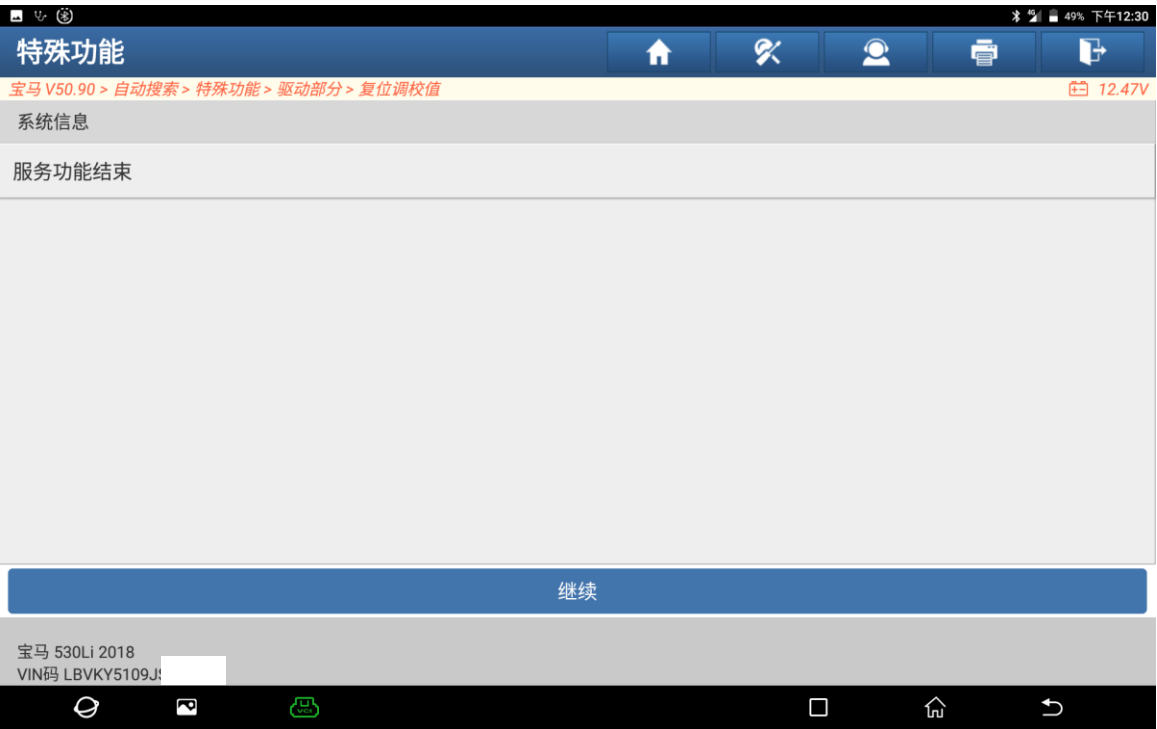 49% 下午12:30
特殊功能
宝马 V50.90 > 自动搜索 > 特殊功能 > 驱动部分 > 复位调校值
12.47V
系统信息
服务功能结束
继续
宝马 530Li 2018
VIN码 LBVKY5109J
VCI